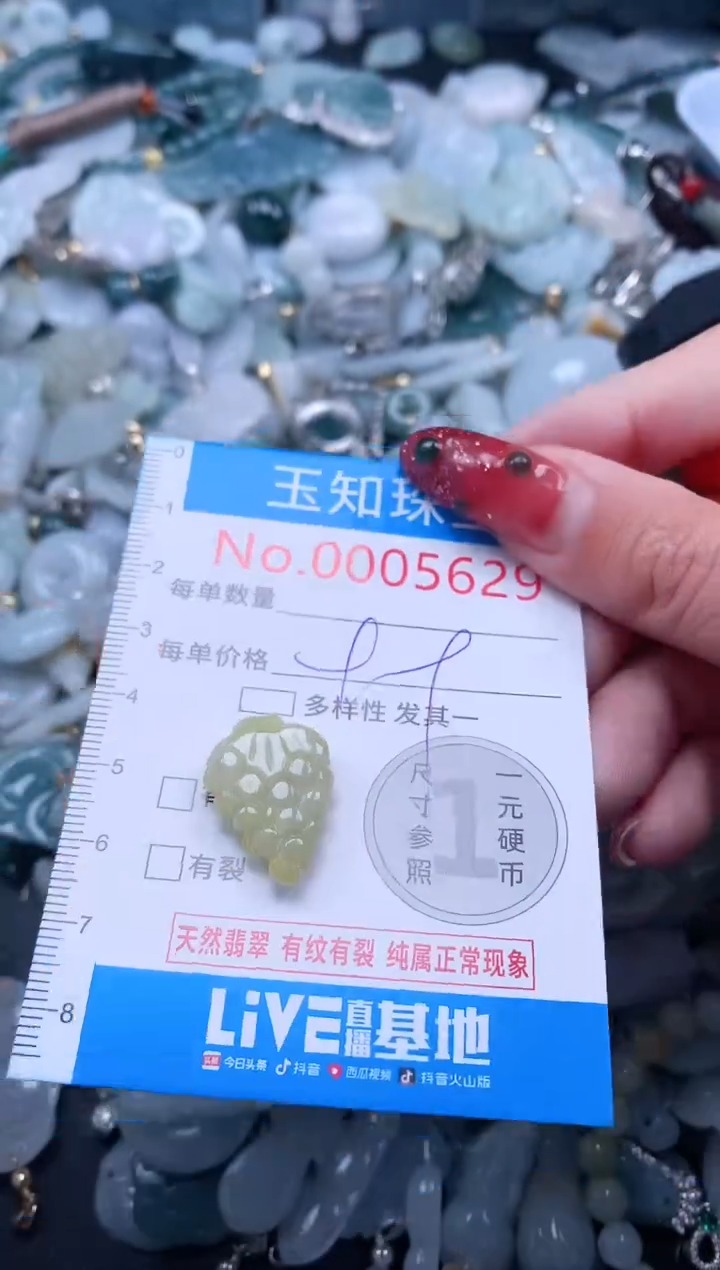 0
玉知珠
1
No.0005629
2
每单数量
3
每单价格 99
4
多样性 发其一
5
尺寸参照
1
一元硬币
6
有裂
7
天然翡翠 有纹有裂 纯属正常现象
8
LiVE直播基地
头条 今日头条 抖音 西瓜视频 抖音火山版